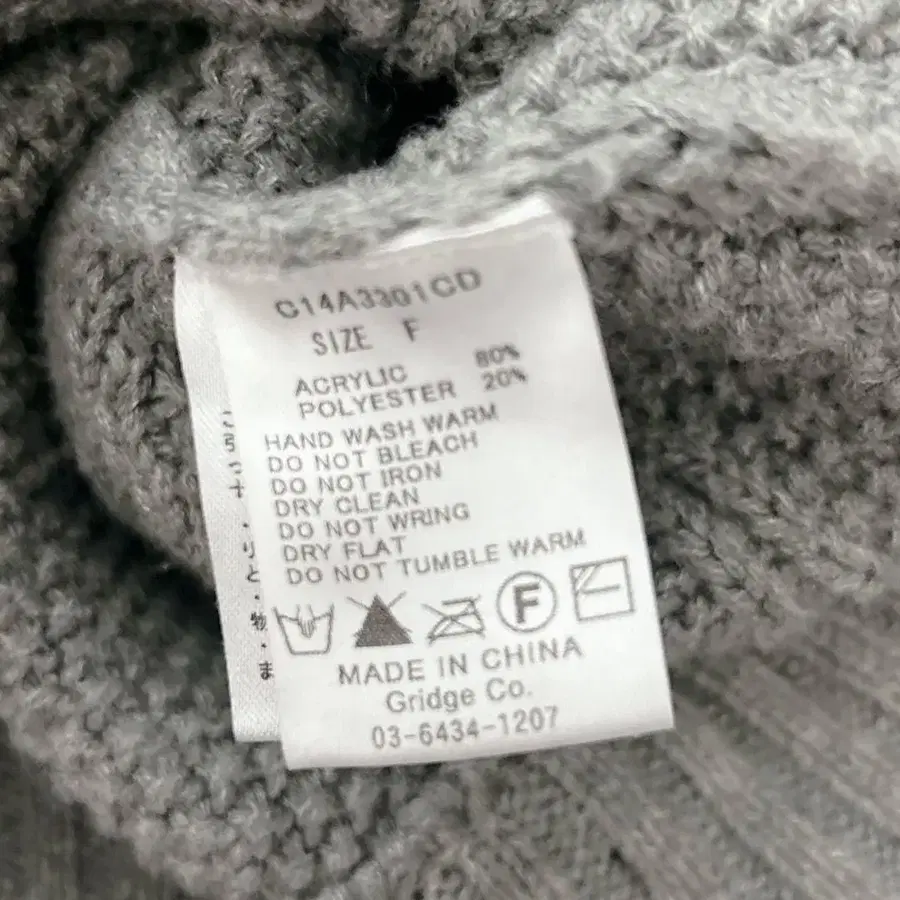 C14A3301CD
SIZE F
ACRYLIC 80%
POLYESTER 20%
HAND WASH WARM
DO NOT BLEACH
DO NOT IRON
DRY CLEAN
DO NOT WRING
DRY FLAT
DO NOT TUMBLE WARM
F
MADE IN CHINA
Gridge Co.
03-6434-1207